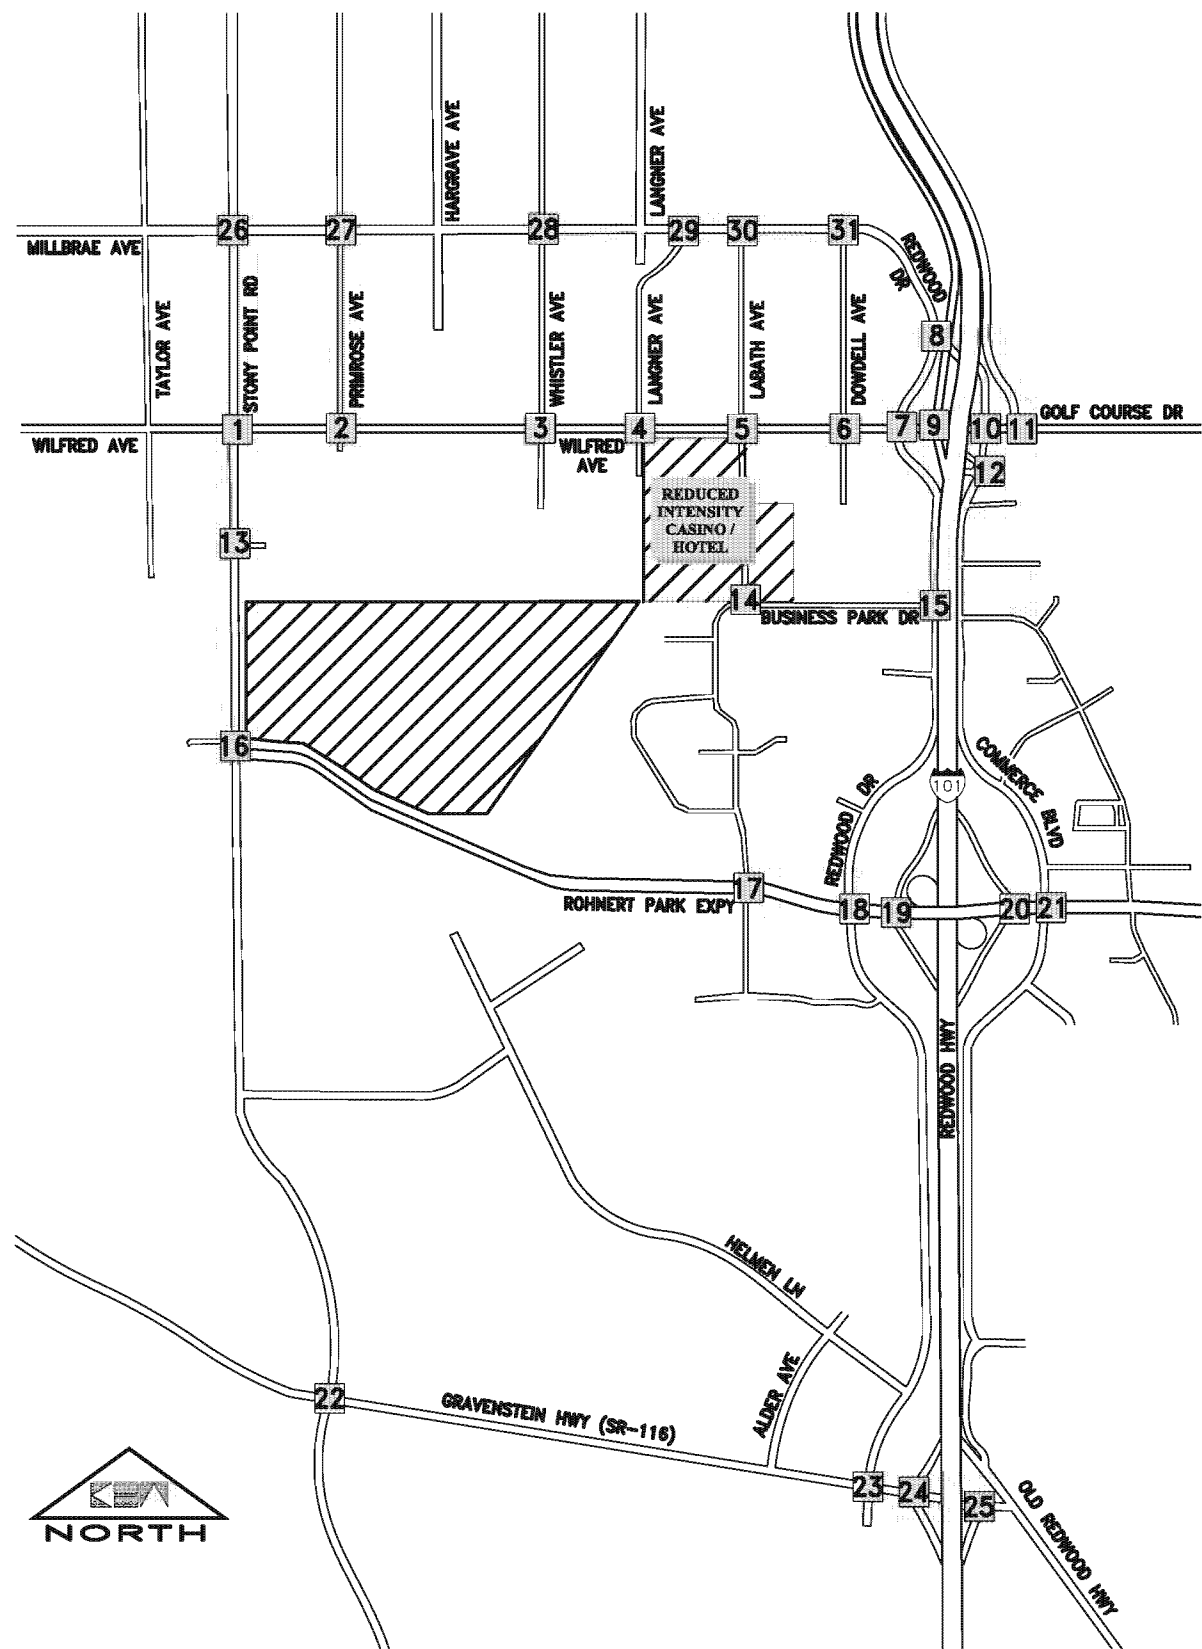 HARGRAVE AVE
LANGNER AVE
26
27
28
29
30
31
MILLBRAE AVE
REDWOOD
DR
TAYLOR AVE
STONY POINT RD
PRIMROSE AVE
WHISTLER AVE
LANGNER AVE
LABATH AVE
DOWDELL AVE
8
GOLF COURSE DR
1
2
3
4
5
6
7
9
10
11
WILFRED AVE
WILFRED
AVE
12
REDUCED
INTENSITY
CASINO /
HOTEL
13
14
15
BUSINESS PARK DR
16
COMMERCE BLVD
101
REDWOOD DR
17
ROHNERT PARK EXPY
18
19
20
21
REDWOOD HWY
HELMEN LN
ALDER AVE
22
GRAVENSTEIN HWY (SR-116)
23
24
25
OLD REDWOOD HWY
NORTH